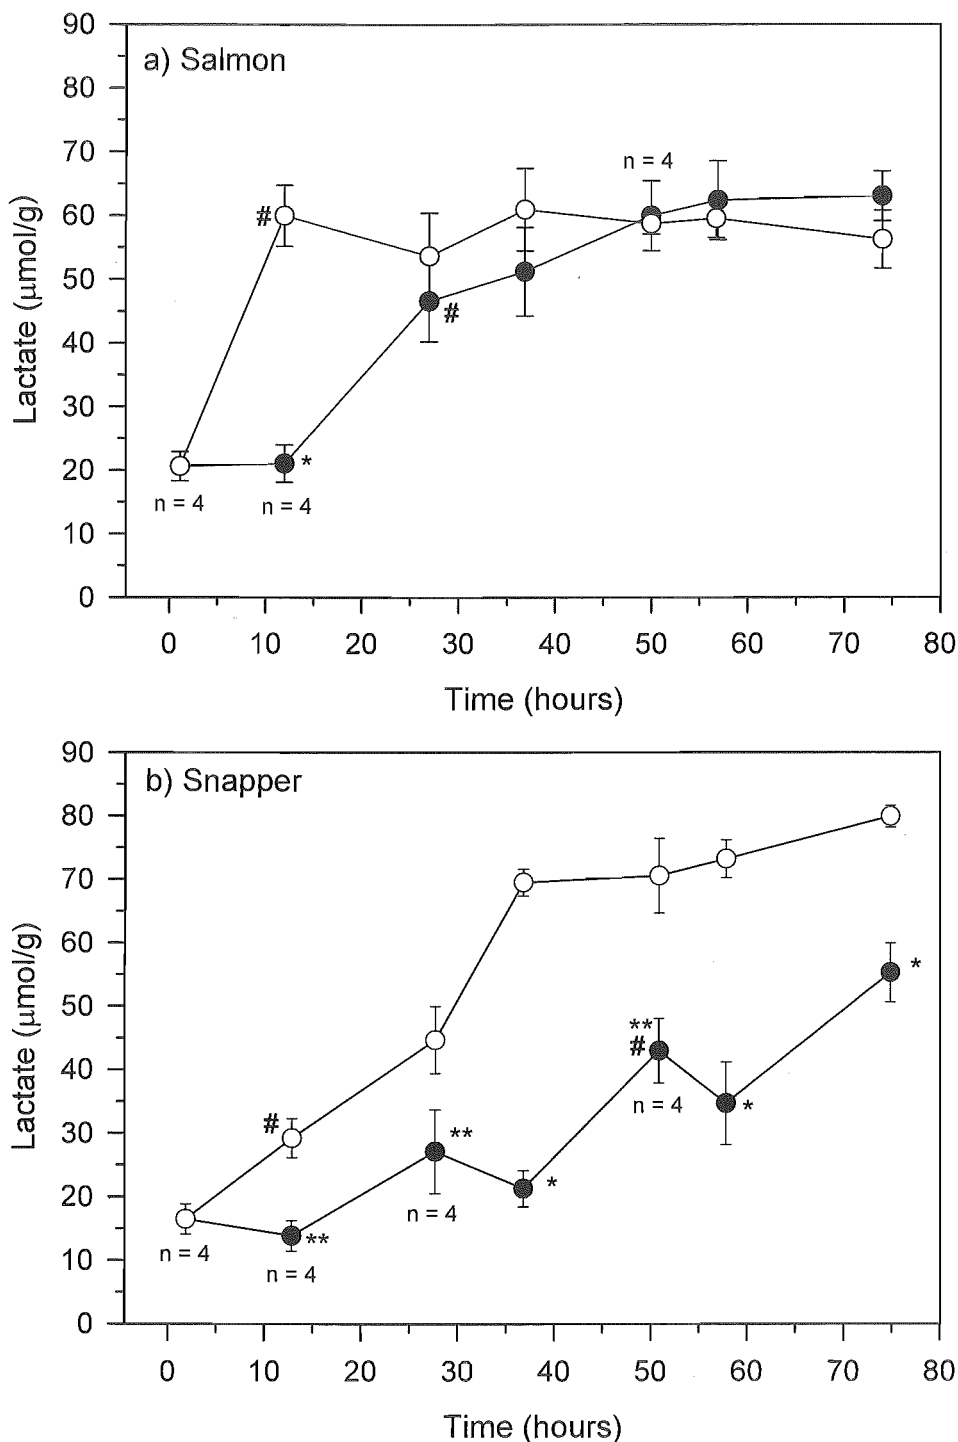 90
a) Salmon
80
70
n = 4
60
#
50
#
40
30
20
*
n = 4
n = 4
10
0
Lactate (μmol/g)
0 10 20 30 40 50 60 70 80
Time (hours)
90
b) Snapper
80
70
60
*
50
**
#
40
n = 4
*
30
#
**
20
*
n = 4
**
n = 4
n = 4
10
0
Lactate (μmol/g)
0 10 20 30 40 50 60 70 80
Time (hours)